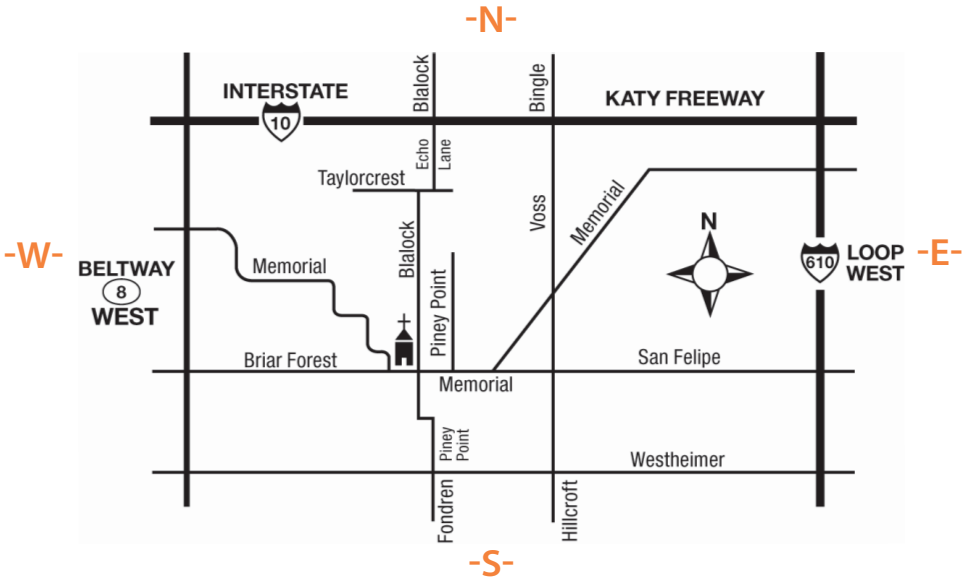 -N-
INTERSTATE
10
Blalock
Bingle
KATY FREEWAY
Echo
Lane
Taylorcrest
Blalock
Voss
Memorial
N
-W-
BELTWAY
8
WEST
Memorial
Piney Point
610
LOOP
WEST
-E-
Briar Forest
Memorial
San Felipe
Piney
Point
Westheimer
Fondren
Hillcroft
-S-